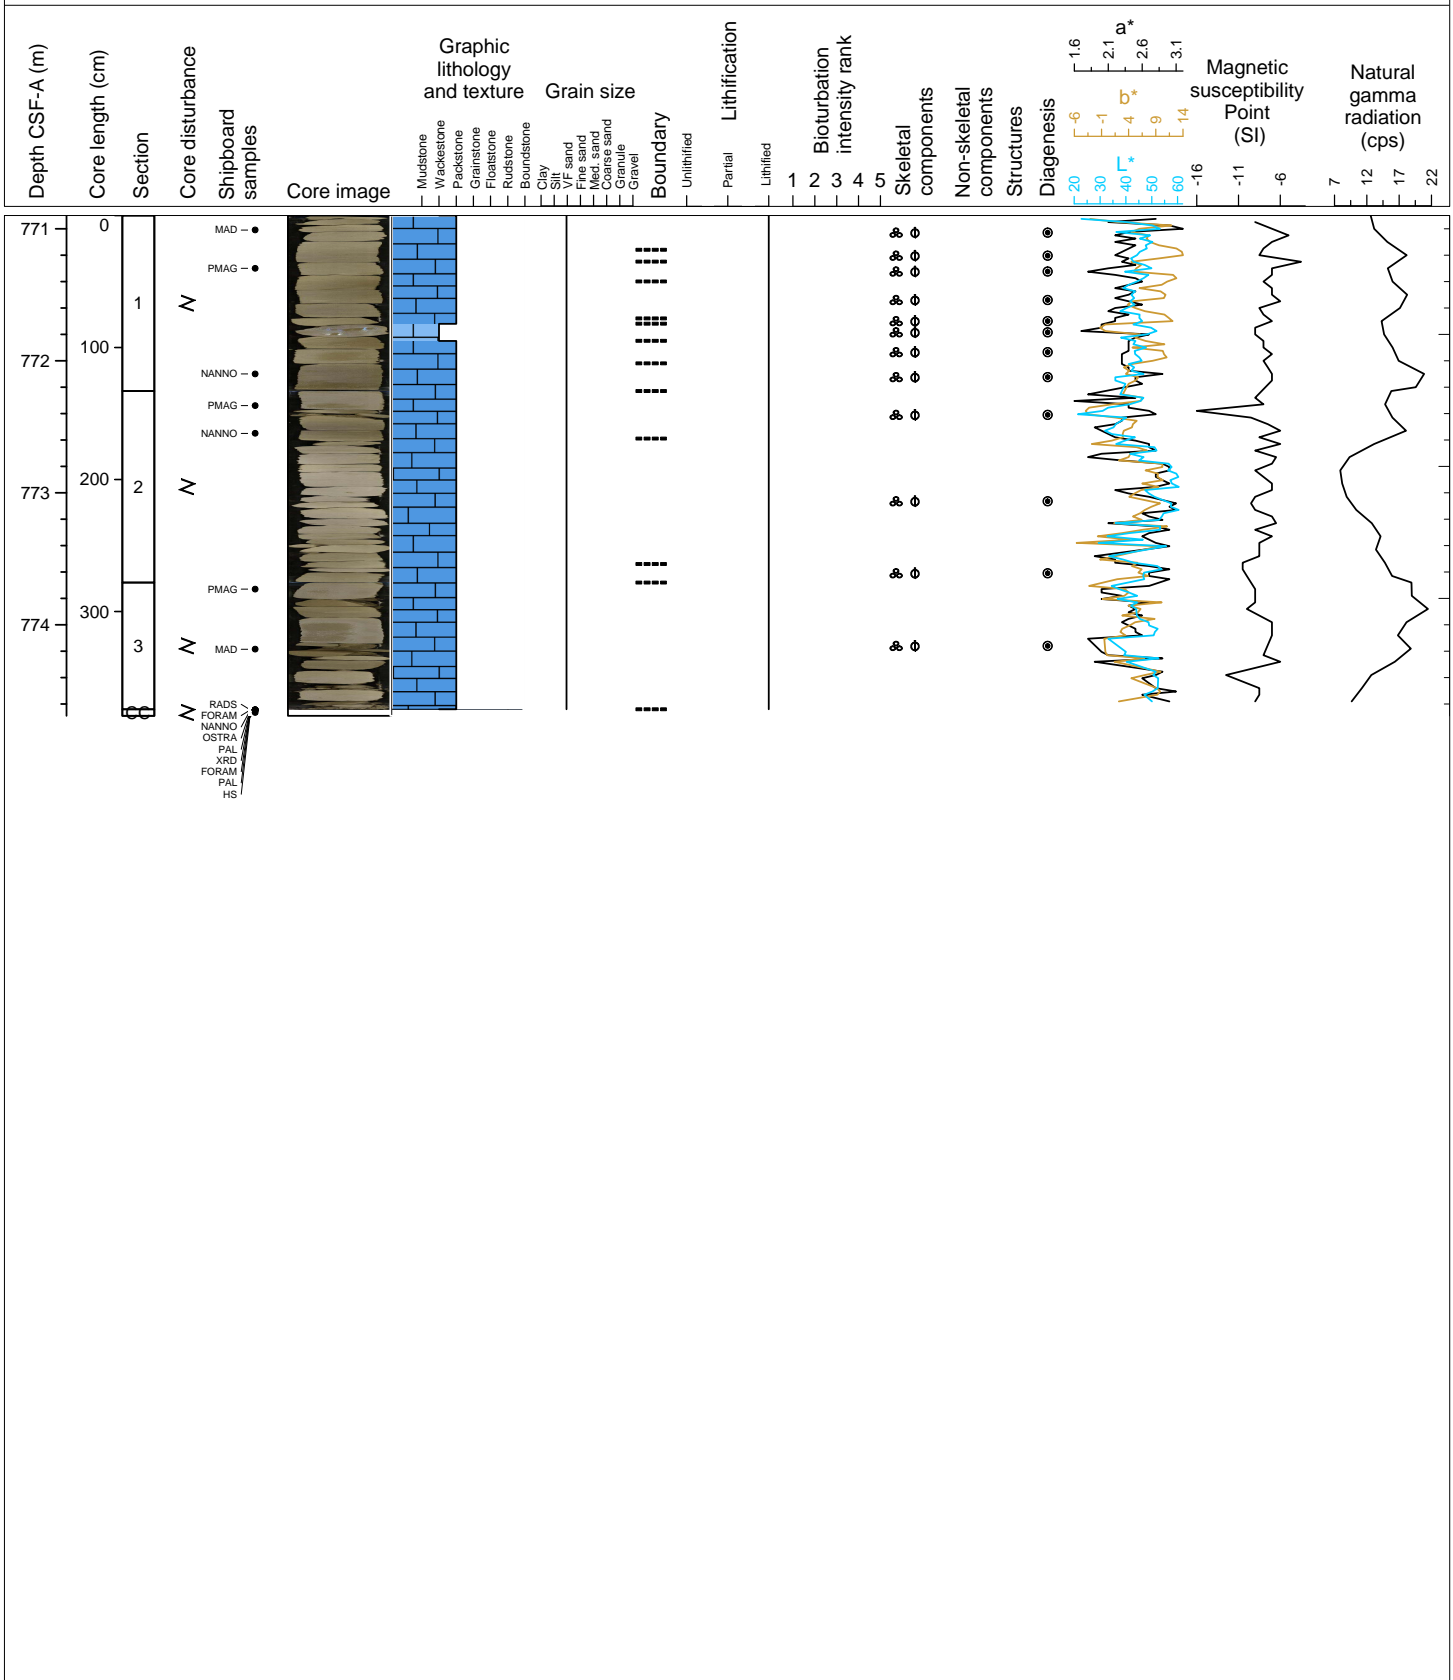 Depth CSF-A (m)
Core length (cm)
Section
Core disturbance
Shipboard
samples
Core image
Graphic
lithology
and texture
Mudstone
Wackestone
Packstone
Grainstone
Floatstone
Rudstone
Boundstone
Grain size
Clay
Silt
VF sand
Fine sand
Med. sand
Coarse sand
Granule
Gravel
Boundary
Lithification
Unlithified
Partial
Lithified
Bioturbation
intensity rank
1 2 3 4 5
Skeletal
components
Non-skeletal
components
Structures
Diagenesis
a*
1.6 2.1 2.6 3.1
b*
-6 -1 4 9 14
L*
20 30 40 50 60
Magnetic
susceptibility
Point
(SI)
-16 -11 -6
Natural
gamma
radiation
(cps)
7 12 17 22
771
772
773
774
0
100
200
300
1
2
3
CC
MAD
PMAG
NANNO
PMAG
NANNO
PMAG
MAD
RADS
FORAM
NANNO
OSTRA
PAL
XRD
FORAM
PAL
HS